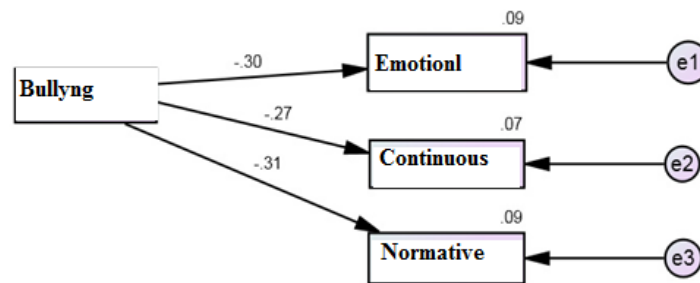 .09
-.30
Emotionl
e1
Bullyng
-.27
.07
Continuous
e2
-.31
.09
Normative
e3